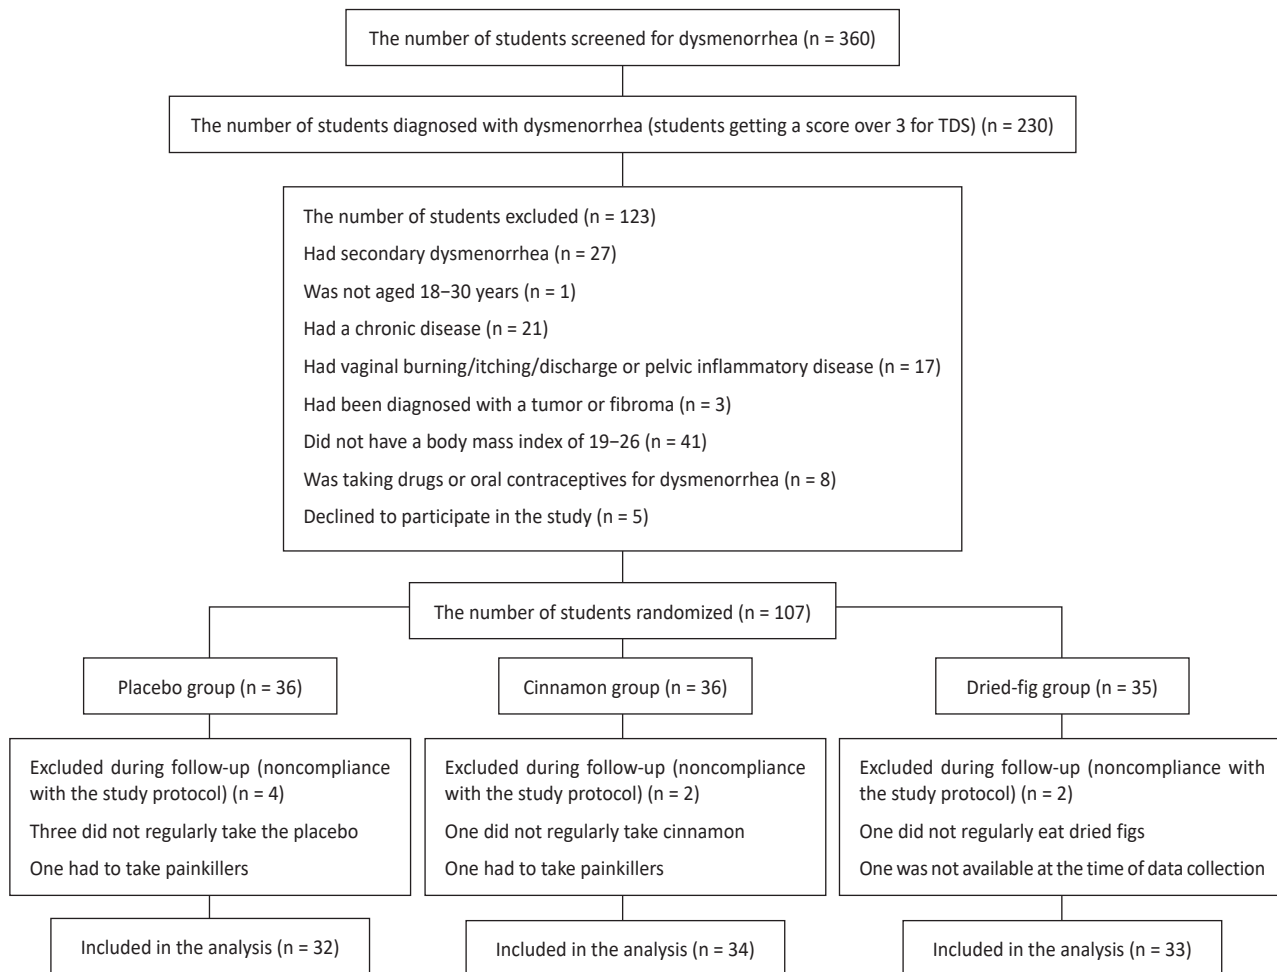 The number of students screened for dysmenorrhea (n = 360)
The number of students diagnosed with dysmenorrhea (students getting a score over 3 for TDS) (n = 230)
The number of students excluded (n = 123)
Had secondary dysmenorrhea (n = 27)
Was not aged 18–30 years (n = 1)
Had a chronic disease (n = 21)
Had vaginal burning/itching/discharge or pelvic inflammatory disease (n = 17)
Had been diagnosed with a tumor or fibroma (n = 3)
Did not have a body mass index of 19–26 (n = 41)
Was taking drugs or oral contraceptives for dysmenorrhea (n = 8)
Declined to participate in the study (n = 5)
The number of students randomized (n = 107)
Placebo group (n = 36)
Cinnamon group (n = 36)
Dried-fig group (n = 35)
Excluded during follow-up (noncompliance
with the study protocol) (n = 4)
Three did not regularly take the placebo
One had to take painkillers
Excluded during follow-up (noncompliance
with the study protocol) (n = 2)
One did not regularly take cinnamon
One had to take painkillers
Excluded during follow-up (noncompliance with
the study protocol) (n = 2)
One did not regularly eat dried figs
One was not available at the time of data collection
Included in the analysis (n = 32)
Included in the analysis (n = 34)
Included in the analysis (n = 33)